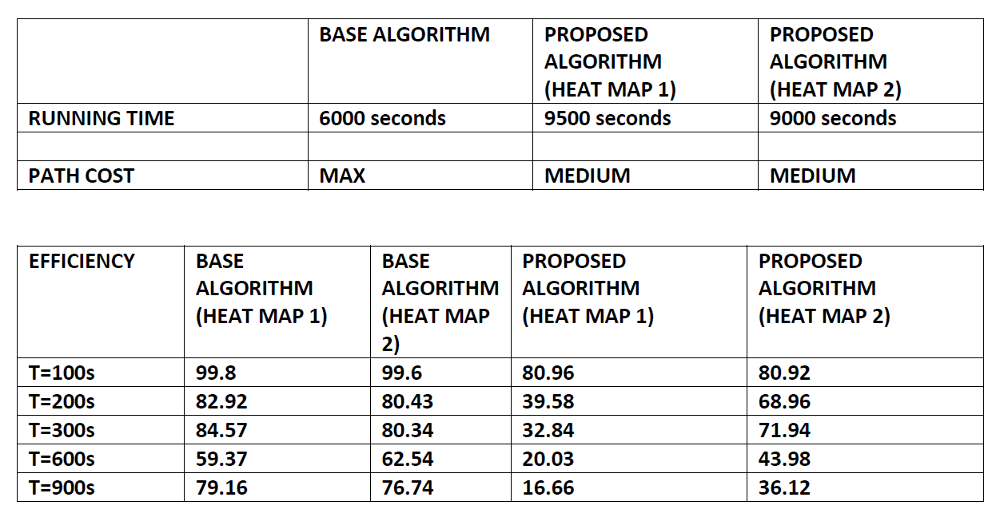 BASE ALGORITHM
PROPOSED
ALGORITHM
(HEAT MAP 1)
PROPOSED
ALGORITHM
(HEAT MAP 2)
RUNNING TIME
6000 seconds
9500 seconds
9000 seconds
PATH COST
MAX
MEDIUM
MEDIUM
EFFICIENCY
BASE
ALGORITHM
(HEAT MAP 1)
BASE
ALGORITHM
(HEAT MAP
2)
PROPOSED
ALGORITHM
(HEAT MAP 1)
PROPOSED
ALGORITHM
(HEAT MAP 2)
T=100s
99.8
99.6
80.96
80.92
T=200s
82.92
80.43
39.58
68.96
T=300s
84.57
80.34
32.84
71.94
T=600s
59.37
62.54
20.03
43.98
T=900s
79.16
76.74
16.66
36.12